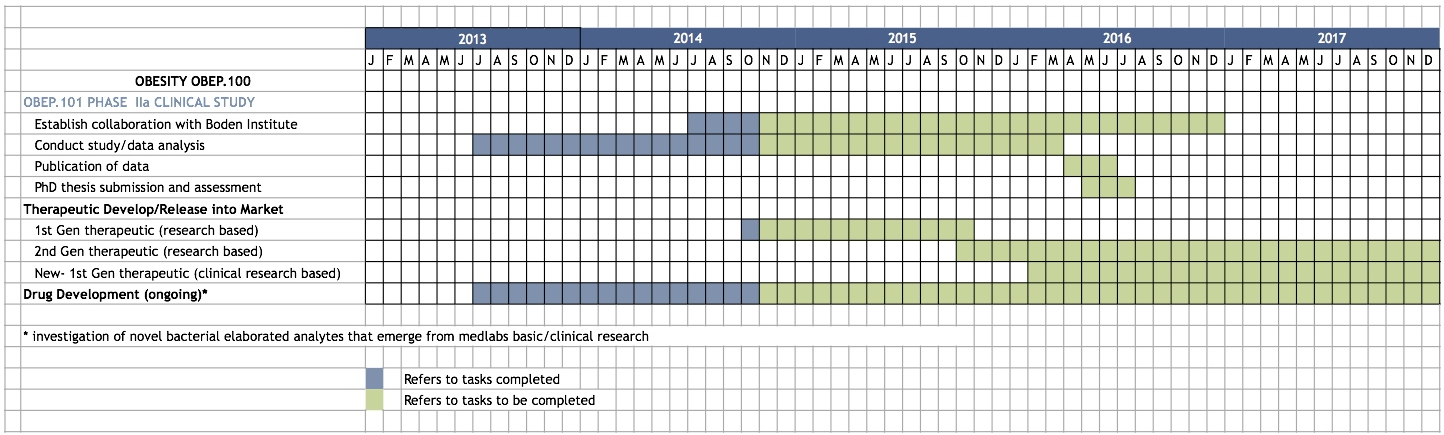 2013 2014 2015 2016 2017
J F M A M J J A S O N D J F M A M J J A S O N D J F M A M J J A S O N D J F M A M J J A S O N D J F M A M J J A S O N D
OBESITY OBEP.100
OBEP.101 PHASE IIa CLINICAL STUDY
Establish collaboration with Boden Institute
Conduct study/data analysis
Publication of data
PhD thesis submission and assessment
Therapeutic Develop/Release into Market
1st Gen therapeutic (research based)
2nd Gen therapeutic (research based)
New- 1st Gen therapeutic (clinical research based)
Drug Development (ongoing)*
* investigation of novel bacterial elaborated analytes that emerge from medlabs basic/clinical research
Refers to tasks completed
Refers to tasks to be completed